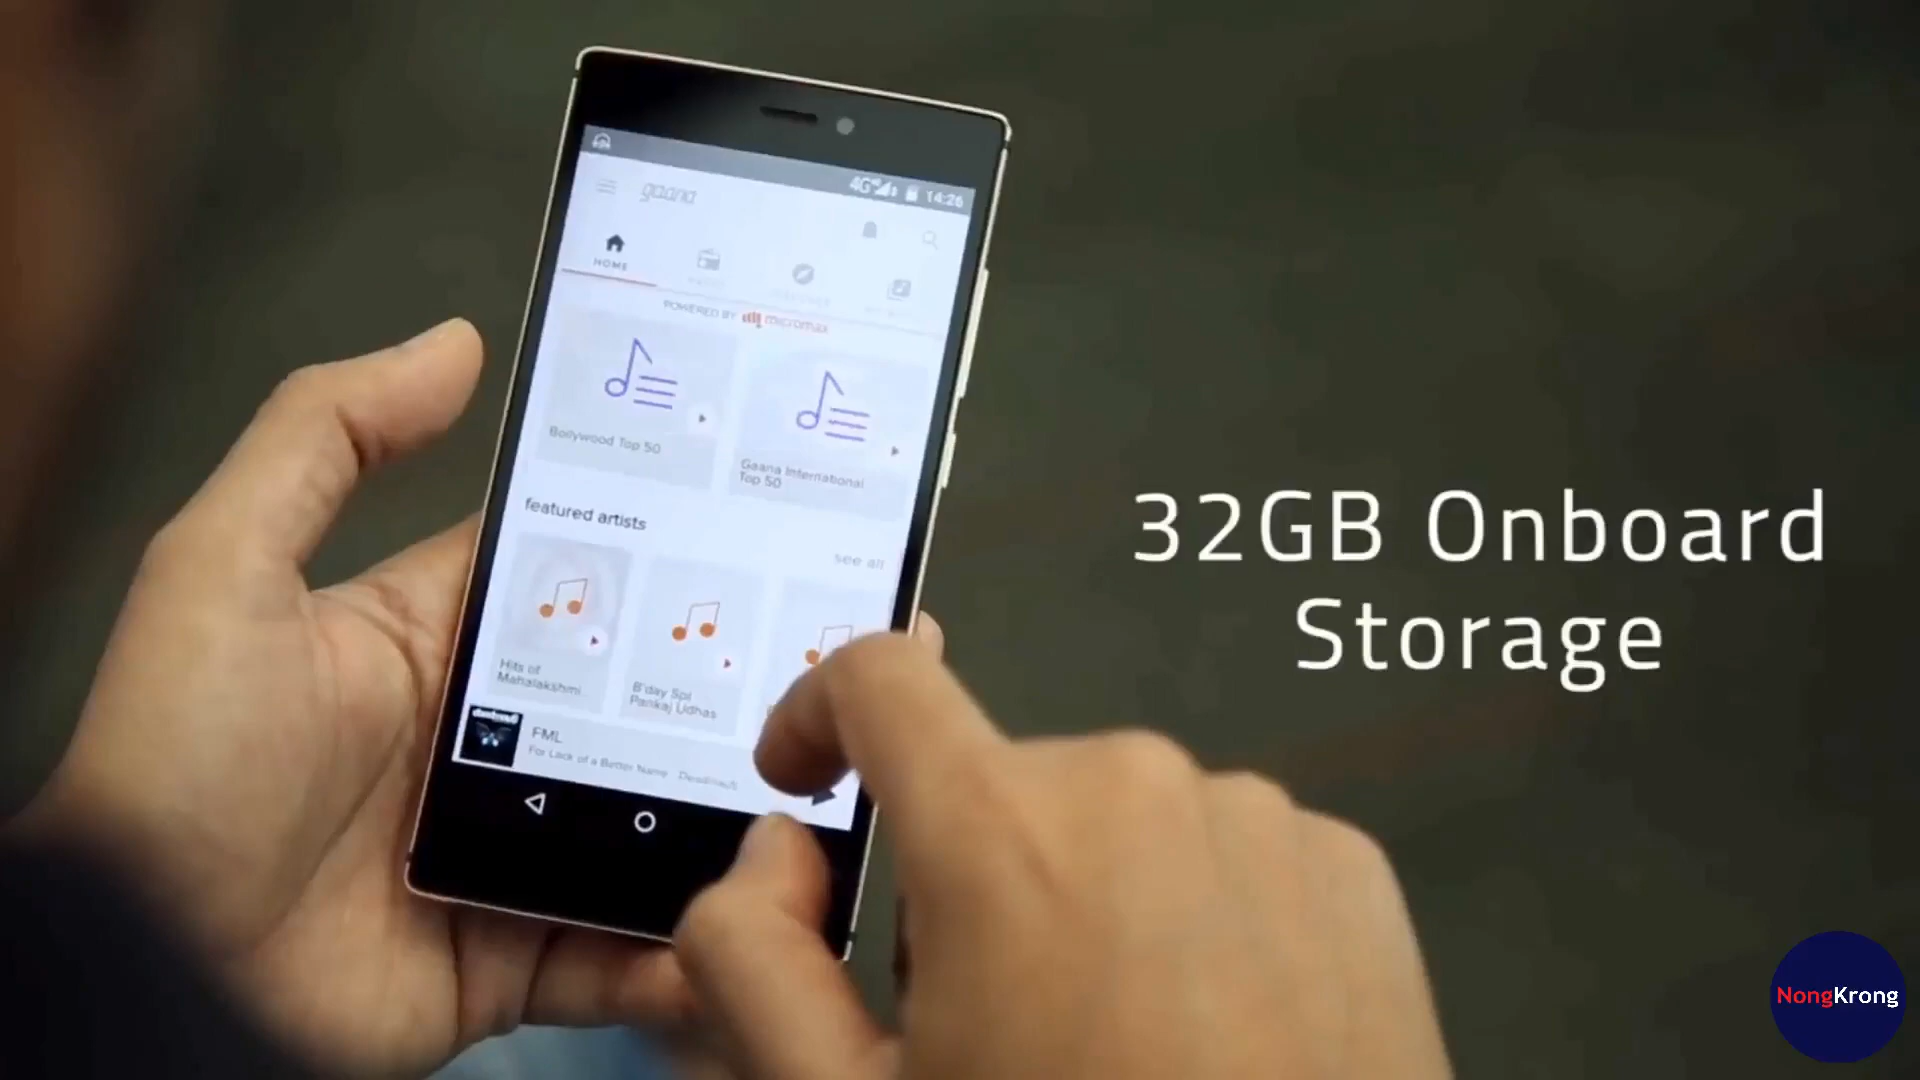 4G 14:26
gaana
HOME
POWERED BY micromax
Bollywood Top 50
Gaana International
Top 50
featured artists
see all
Hits of
Mahalakshmi
B'day Spl
Pankaj Udhas
FML
For Lack of a Better Name
Deadmau5
32GB Onboard
Storage
NongKrong